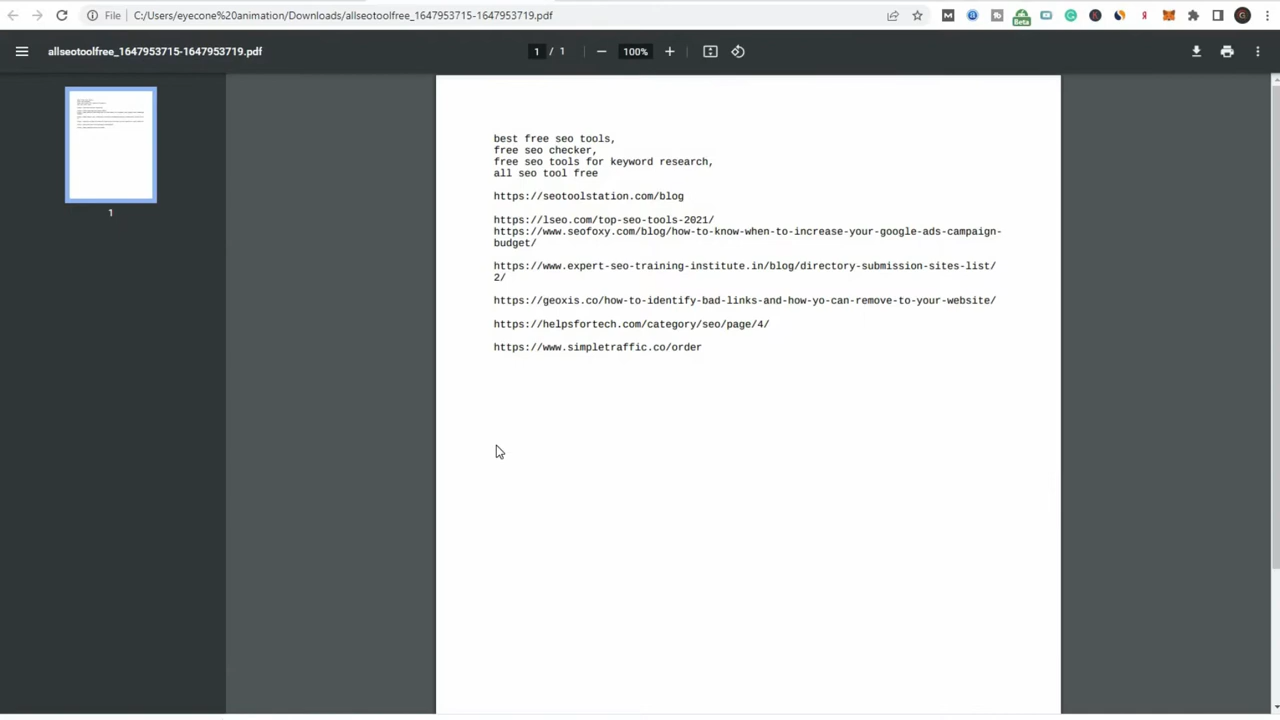 File
C:/Users/eyecone%20animation/Downloads/allseotoolfree_1647953715-1647953719.pdf
Beta
G
allseotoolfree_1647953715-1647953719.pdf
1 / 1
100%
best free seo tools,
free seo checker,
free seo tools for keyword research,
all seo tool free
https://seotoolstation.com/blog
https://lseo.com/top-seo-tools-2021/
https://www.seofoxy.com/blog/how-to-know-when-to-increase-your-google-ads-campaign-
budget/
https://www.expert-seo-training-institute.in/blog/directory-submission-sites-list/
2/
https://geoxis.co/how-to-identify-bad-links-and-how-yo-can-remove-to-your-website/
https://helpsfortech.com/category/seo/page/4/
https://www.simpletraffic.co/order
1